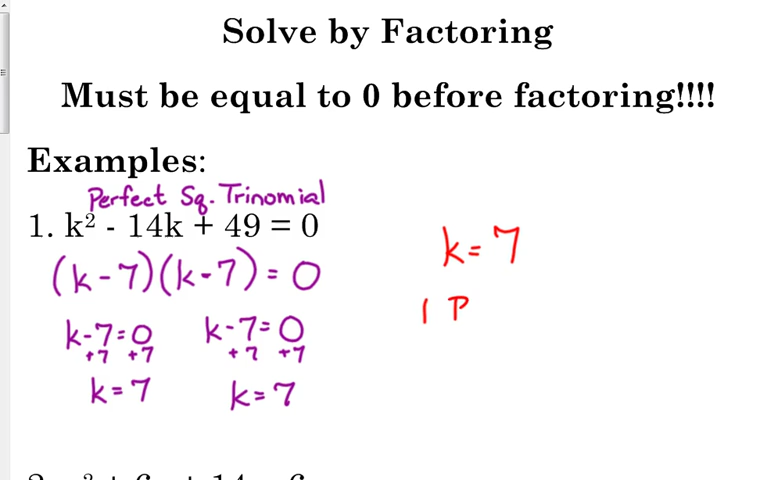 Solve by Factoring
Must be equal to 0 before factoring!!!!
Examples:
Perfect Sq. Trinomial
1. k² - 14k + 49 = 0
(k-7)(k-7)=0
k-7=0 k-7=0
+7 +7 +7 +7
k=7 k=7
k=7
1 P